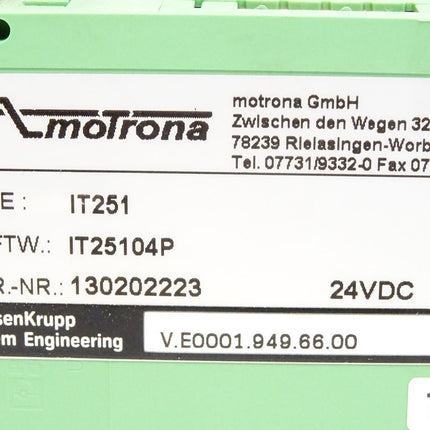 motrona
motrona GmbH
Zwischen den Wegen 32
78239 Rielasingen-Worb
Tel. 07731/9332-0 Fax 07
E : IT251
FTW.: IT25104P
R.-NR.: 130202223 24VDC
senKrupp
em Engineering
V.E0001.949.66.00